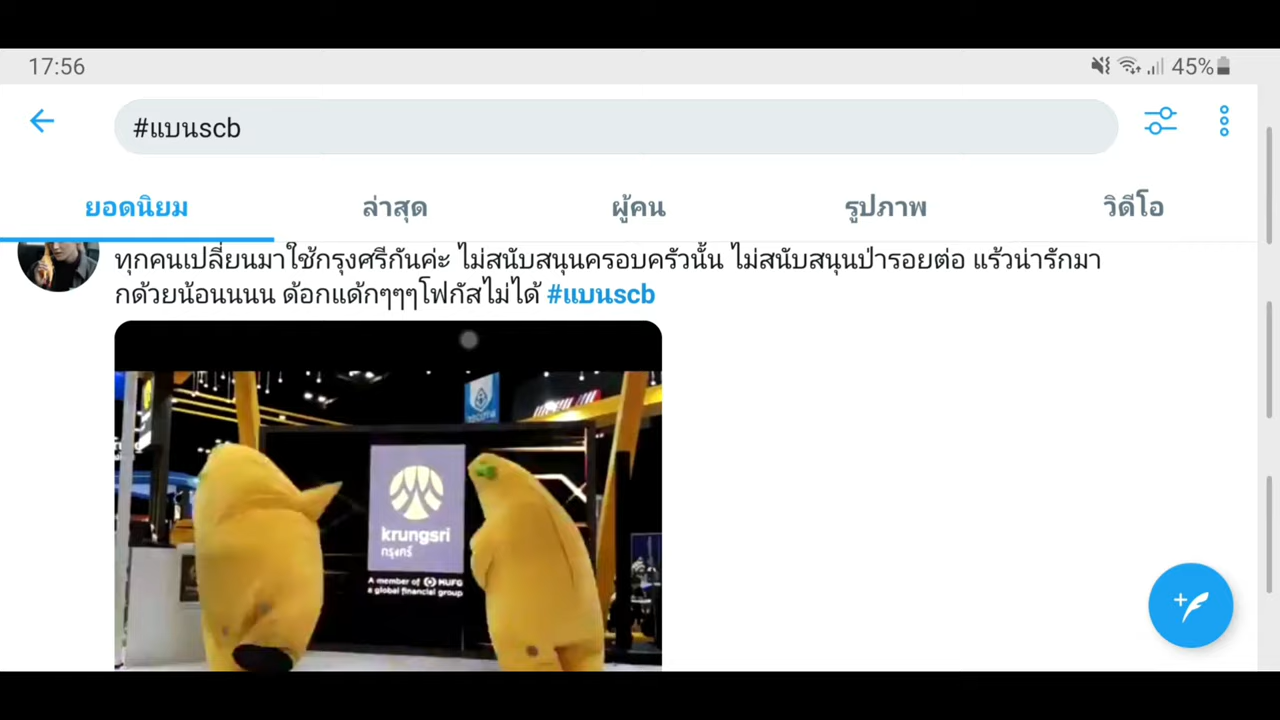 17:56
45%
#แบนscb
ยอดนิยม
ล่าสุด
ผู้คน
รูปภาพ
วิดีโอ
ทุกคนเปลี่ยนมาใช้กรุงศรีกันค่ะ ไม่สนับสนุนครอบครัวนั้น ไม่สนับสนุนป่ารอยต่อ แร้วน่ารักมา
กด้วยน้อนนนน ด้อกแด้กๆๆๆโฟกัสไม่ได้ #แบนscb
krungsri
กรุงศรี
A member of MUFG
a global financial group